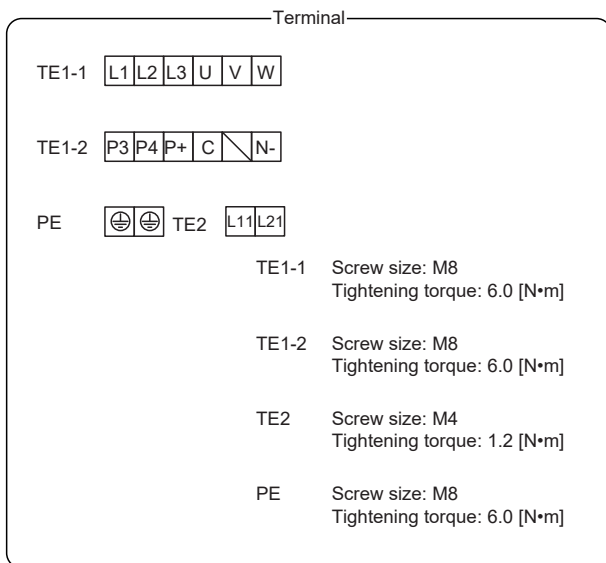 Terminal
TE1-1 L1 L2 L3 U V W
TE1-2 P3 P4 P+ C N-
PE TE2 L11 L21
TE1-1 Screw size: M8
Tightening torque: 6.0 [N•m]
TE1-2 Screw size: M8
Tightening torque: 6.0 [N•m]
TE2 Screw size: M4
Tightening torque: 1.2 [N•m]
PE Screw size: M8
Tightening torque: 6.0 [N•m]